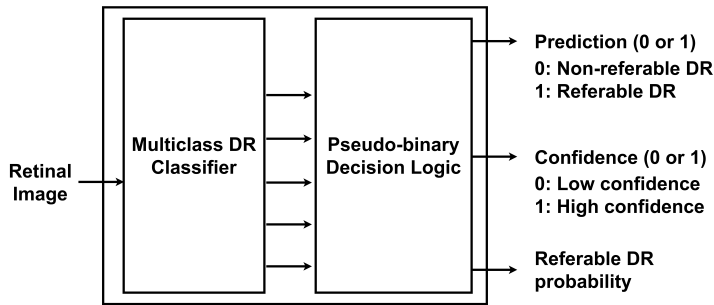 Retinal
Image
Multiclass DR
Classifier
Pseudo-binary
Decision Logic
Prediction (0 or 1)
0: Non-referable DR
1: Referable DR
Confidence (0 or 1)
0: Low confidence
1: High confidence
Referable DR
probability